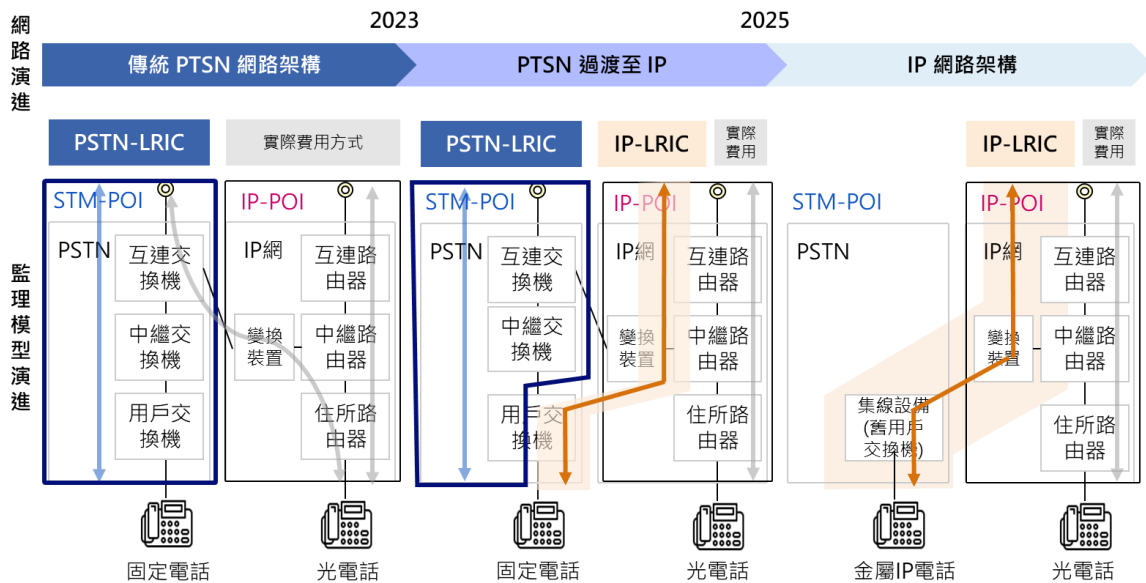 網路演進
2023
2025
傳統 PTSN 網路架構
PTSN 過渡至 IP
IP 網路架構
監理模型演進
PSTN-LRIC
實際費用方式
STM-POI
IP-POI
PSTN
IP網
互連交
換機
中繼交
換機
用戶交
換機
變換
裝置
互連路
由器
中繼路
由器
住所路
由器
固定電話
光電話
PSTN-LRIC
IP-LRIC
實際
費用
STM-POI
IP-POI
PSTN
IP網
互連交
換機
中繼交
換機
用戶交
換機
變換
裝置
互連路
由器
中繼路
由器
住所路
由器
固定電話
光電話
IP-LRIC
實際
費用
STM-POI
IP-POI
PSTN
IP網
集線設備
(舊用戶
交換機)
變換
裝置
互連路
由器
中繼路
由器
住所路
由器
金屬IP電話
光電話